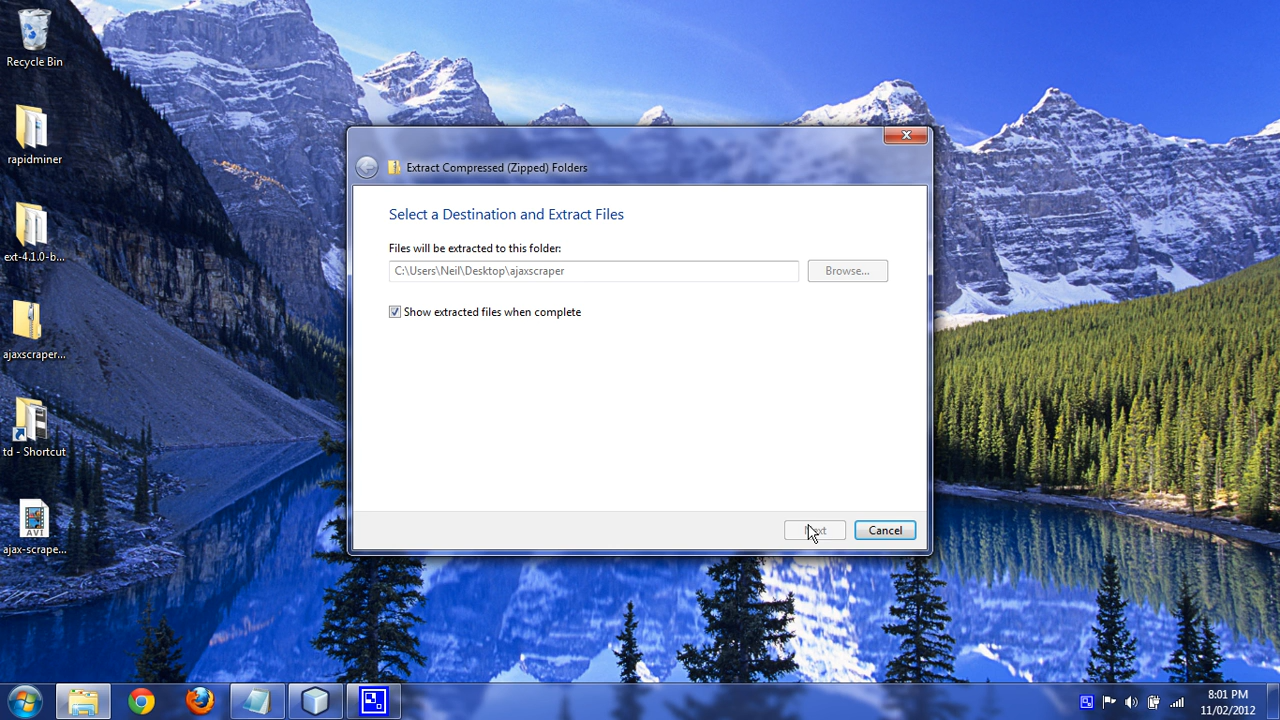 Recycle Bin
rapidminer
ext-4.1.0-b...
ajaxscraper...
td - Shortcut
AVI
ajax-scrape...
Extract Compressed (Zipped) Folders
Select a Destination and Extract Files
Files will be extracted to this folder:
C:\Users\Neil\Desktop\ajaxscraper
Browse...
Show extracted files when complete
Cancel
8:01 PM
11/02/2012